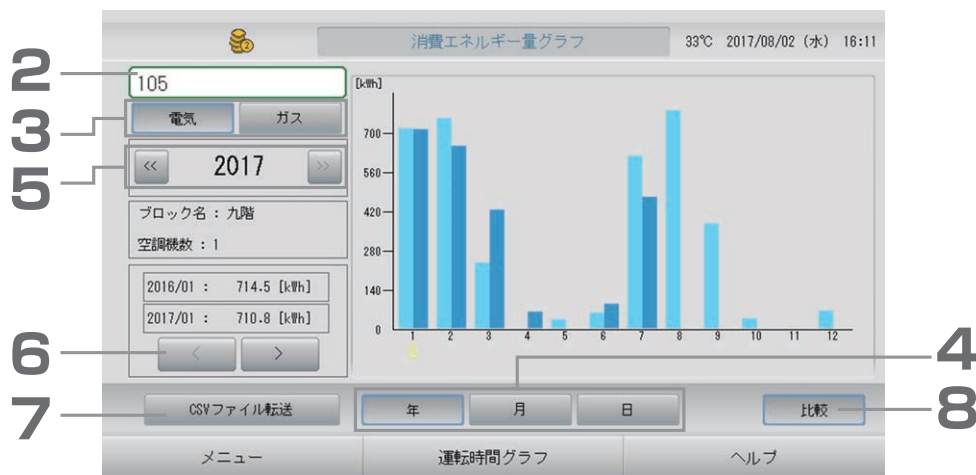 2 消費エネルギー量グラフ 33℃ 2017/08/02 (水) 16:11
2
105
3
電気 ガス
5
<< 2017 >>
ブロック名：九階
空調機数：1
2016/01 : 714.5 [kWh]
2017/01 : 710.8 [kWh]
6
< >
[kWh]
700
560
420
280
140
0
1 2 3 4 5 6 7 8 9 10 11 12
4
7
CSVファイル転送 年 月 日 比較
8
メニュー 運転時間グラフ ヘルプ